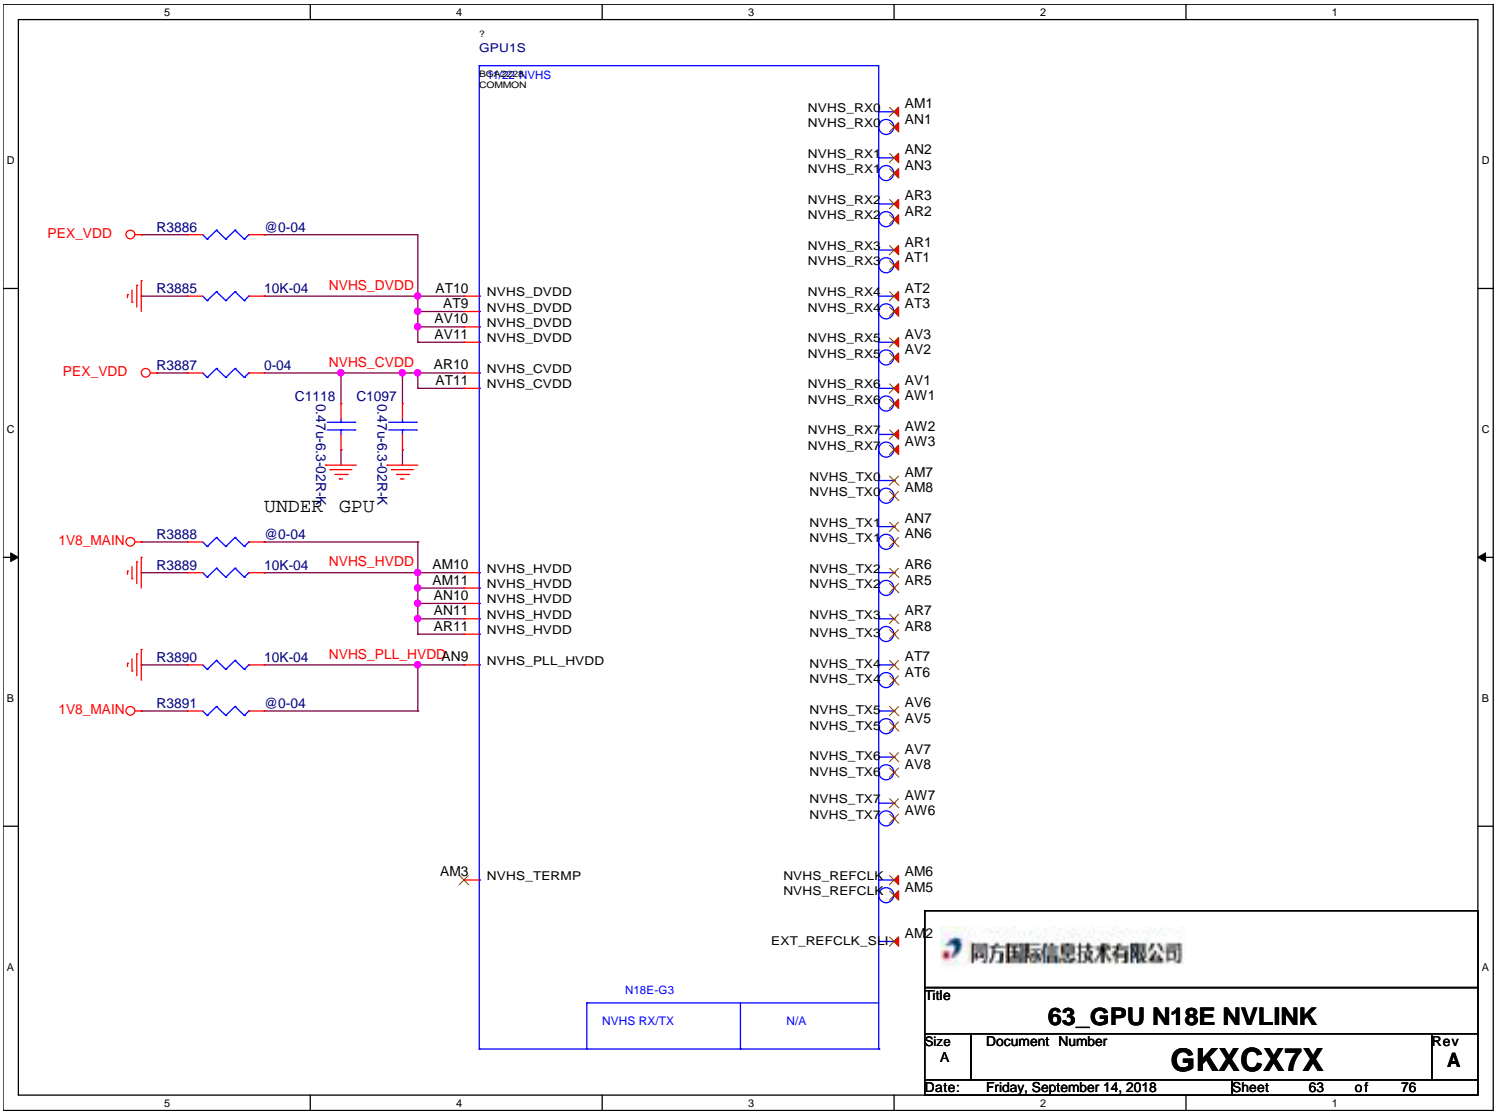 5 4 3 2 1
?
GPU1S
COMMON
D D
C C
B B
A A
PEX_VDD R3886 @0-04
R3885 10K-04 NVHS_DVDD
AT10 NVHS_DVDD
AT9 NVHS_DVDD
AV10 NVHS_DVDD
AV11 NVHS_DVDD
PEX_VDD R3887 0-04 NVHS_CVDD
AR10 NVHS_CVDD
AT11 NVHS_CVDD
C1118 C1097
0.47u-6.3-02R-K 0.47u-6.3-02R-K
UNDER GPU
1V8_MAIN R3888 @0-04
R3889 10K-04 NVHS_HVDD
AM10 NVHS_HVDD
AM11 NVHS_HVDD
AN10 NVHS_HVDD
AN11 NVHS_HVDD
AR11 NVHS_HVDD
R3890 10K-04 NVHS_PLL_HVDD AN9 NVHS_PLL_HVDD
1V8_MAIN R3891 @0-04
AM3 NVHS_TERMP
NVHS_RX0 AM1
NVHS_RX0 AN1
NVHS_RX1 AN2
NVHS_RX1 AN3
NVHS_RX2 AR3
NVHS_RX2 AR2
NVHS_RX3 AR1
NVHS_RX3 AT1
NVHS_RX4 AT2
NVHS_RX4 AT3
NVHS_RX5 AV3
NVHS_RX5 AV2
NVHS_RX6 AV1
NVHS_RX6 AW1
NVHS_RX7 AW2
NVHS_RX7 AW3
NVHS_TX0 AM7
NVHS_TX0 AM8
NVHS_TX1 AN7
NVHS_TX1 AN6
NVHS_TX2 AR6
NVHS_TX2 AR5
NVHS_TX3 AR7
NVHS_TX3 AR8
NVHS_TX4 AT7
NVHS_TX4 AT6
NVHS_TX5 AV6
NVHS_TX5 AV5
NVHS_TX6 AV7
NVHS_TX6 AV8
NVHS_TX7 AW7
NVHS_TX7 AW6
NVHS_REFCLK AM6
NVHS_REFCLK AM5
EXT_REFCLK_SLI AM2
N18E-G3
NVHS RX/TX N/A
同方国际信息技术有限公司
Title
63_GPU N18E NVLINK
Size Document Number Rev
A GKXCX7X A
Date: Friday, September 14, 2018 Sheet 63 of 76
5 4 3 2 1